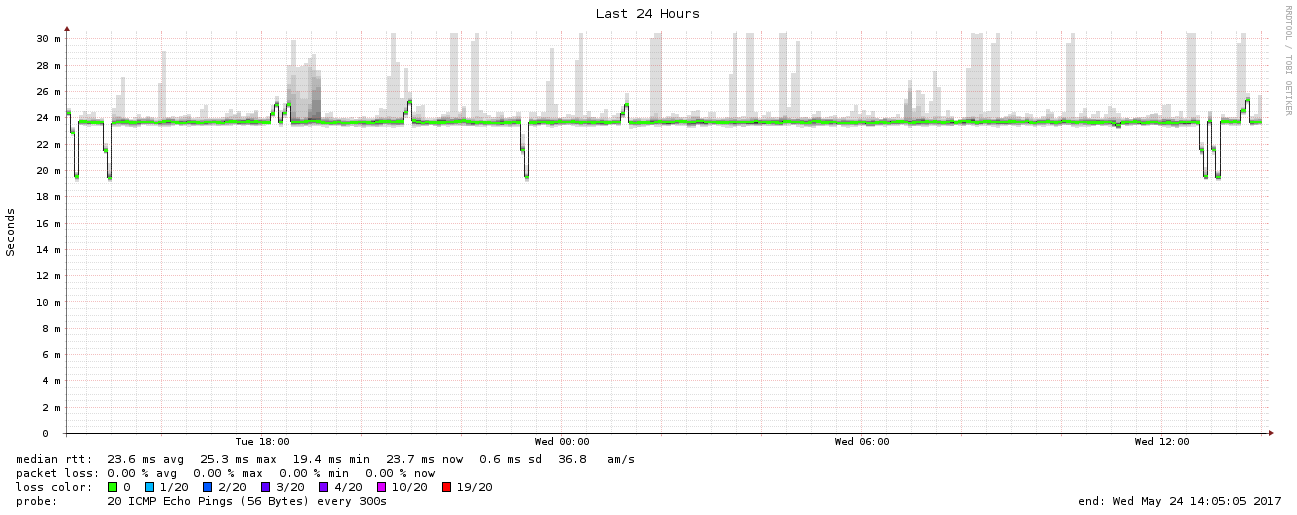 Last 24 Hours
RRDTOOL / TOBI OETIKER
Seconds
30 m
28 m
26 m
24 m
22 m
20 m
18 m
16 m
14 m
12 m
10 m
8 m
6 m
4 m
2 m
0
Tue 18:00 Wed 00:00 Wed 06:00 Wed 12:00
median rtt: 23.6 ms avg 25.3 ms max 19.4 ms min 23.7 ms now 0.6 ms sd 36.8 am/s
packet loss: 0.00 % avg 0.00 % max 0.00 % min 0.00 % now
loss color: 0 1/20 2/20 3/20 4/20 10/20 19/20
probe: 20 ICMP Echo Pings (56 Bytes) every 300s end: Wed May 24 14:05:05 2017